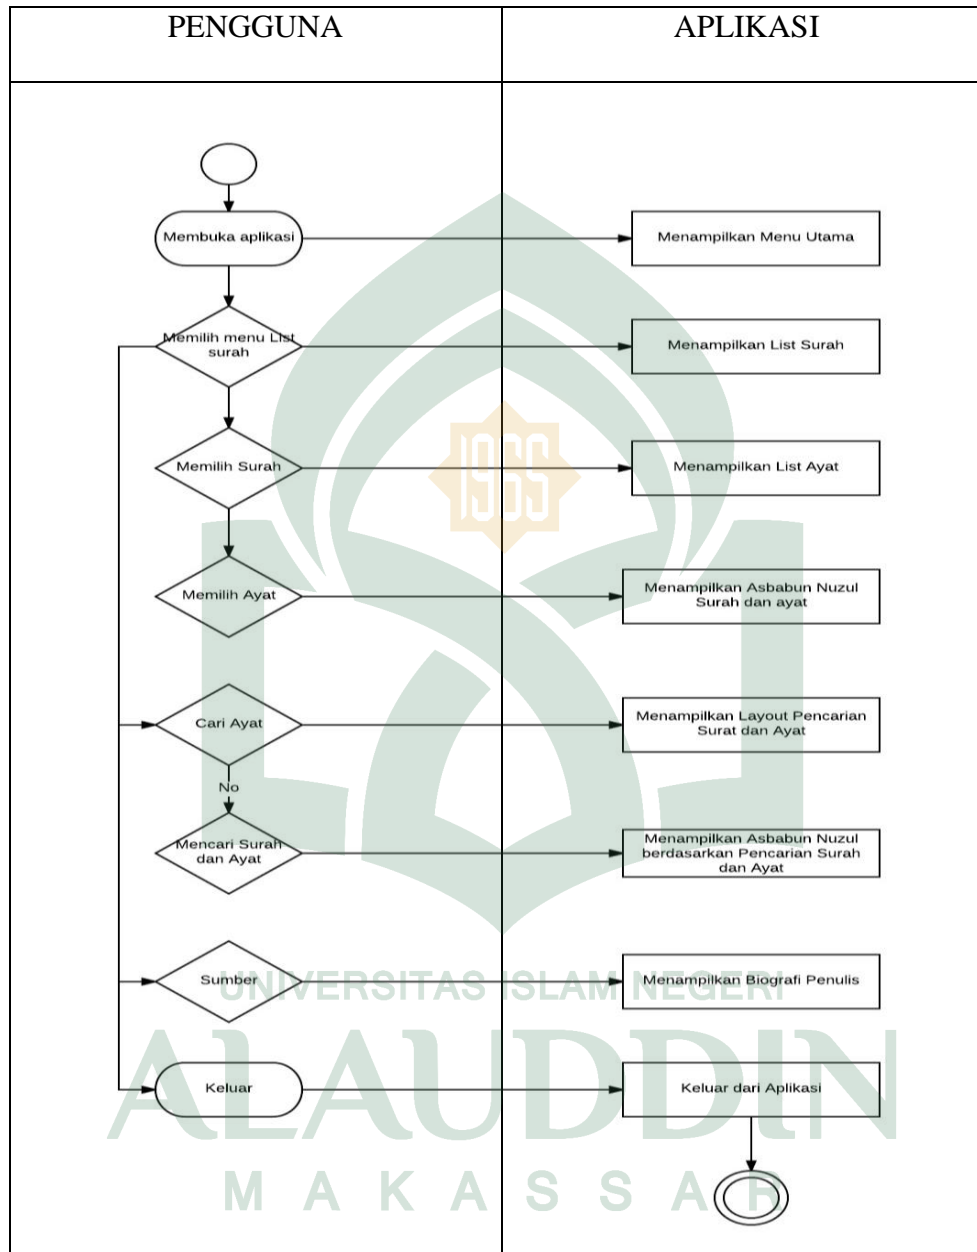 PENGGUNA
APLIKASI
Membuka aplikasi
Menampilkan Menu Utama
Memilih menu List
surah
Menampilkan List Surah
1965
Memilih Surah
Menampilkan List Ayat
Memilih Ayat
Menampilkan Asbabun Nuzul
Surah dan ayat
Cari Ayat
Menampilkan Layout Pencarian
Surat dan Ayat
No
Mencari Surah
dan Ayat
Menampilkan Asbabun Nuzul
berdasarkan Pencarian Surah
dan Ayat
Sumber
Menampilkan Biografi Penulis
UNIVERSITAS ISLAM NEGERI
ALAUDDIN
Keluar
Keluar dari Aplikasi
MAKASSAR